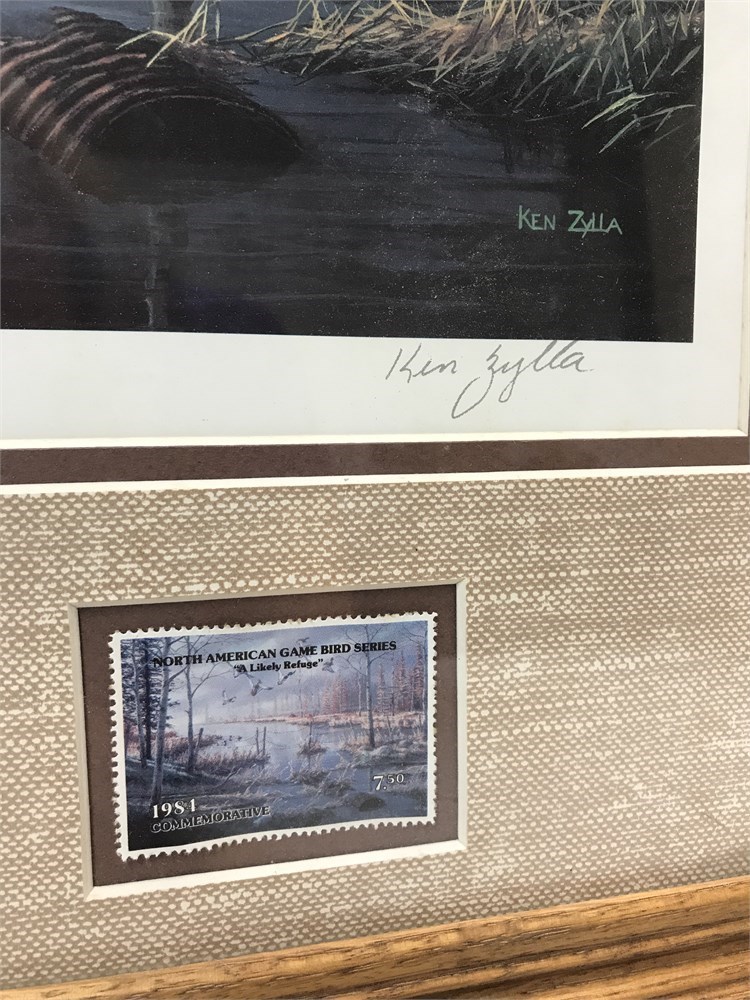 KEN ZYLLA
Ken Zylla
NORTH AMERICAN GAME BIRD SERIES
"A Likely Refuge"
7.50
1984
COMMEMORATIVE